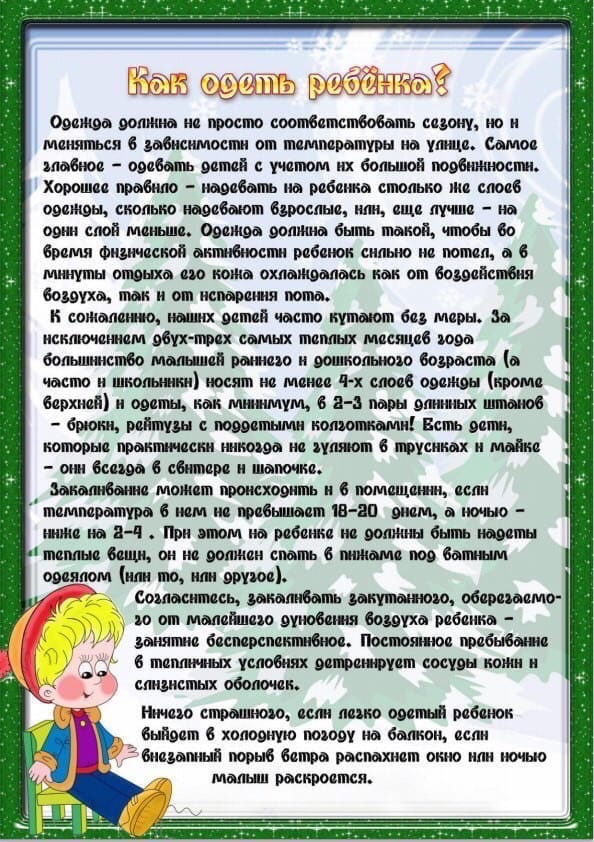 Как одеть ребёнка?
Одежда должна не просто соответствовать сезону, но и
меняться в зависимости от температуры на улице. Самое
главное – одевать детей с учетом их большой подвижности.
Хорошее правило – надевать на ребенка столько же слоев
одежды, сколько надевают взрослые, или, еще лучше – на
один слой меньше. Одежда должна быть такой, чтобы во
время физической активности ребенок сильно не потел, а в
минуты отдыха его кожа охлаждалась как от воздействия
воздуха, так и от испарения пота.
К сожалению, наших детей часто кутают без меры. За
исключением двух-трех самых теплых месяцев года
большинство малышей раннего и дошкольного возраста (а
часто и школьники) носят не менее 4-х слоев одежды (кроме
верхней) и одеты, как минимум, в 2-3 пары длинных штанов
– брюки, рейтузы с поддетыми колготками! Есть дети,
которые практически никогда не гуляют в трусиках и майке
– они всегда в свитере и шапочке.
Закаливание может происходить и в помещении, если
температура в нем не превышает 18-20 днем, а ночью –
ниже на 2-4 . При этом на ребенке не должны быть надеты
теплые вещи, он не должен спать в пижаме под ватным
одеялом (или то, или другое).
Согласитесь, закаливать закутанного, оберегаемо-
го от малейшего дуновения воздуха ребенка –
занятие бесперспективное. Постоянное пребывание
в тепличных условиях детренирует сосуды кожи и
слизистых оболочек.
Ничего страшного, если легко одетый ребенок
выйдет в холодную погоду на балкон, если
внезапный порыв ветра распахнет окно или ночью
малыш раскроется.